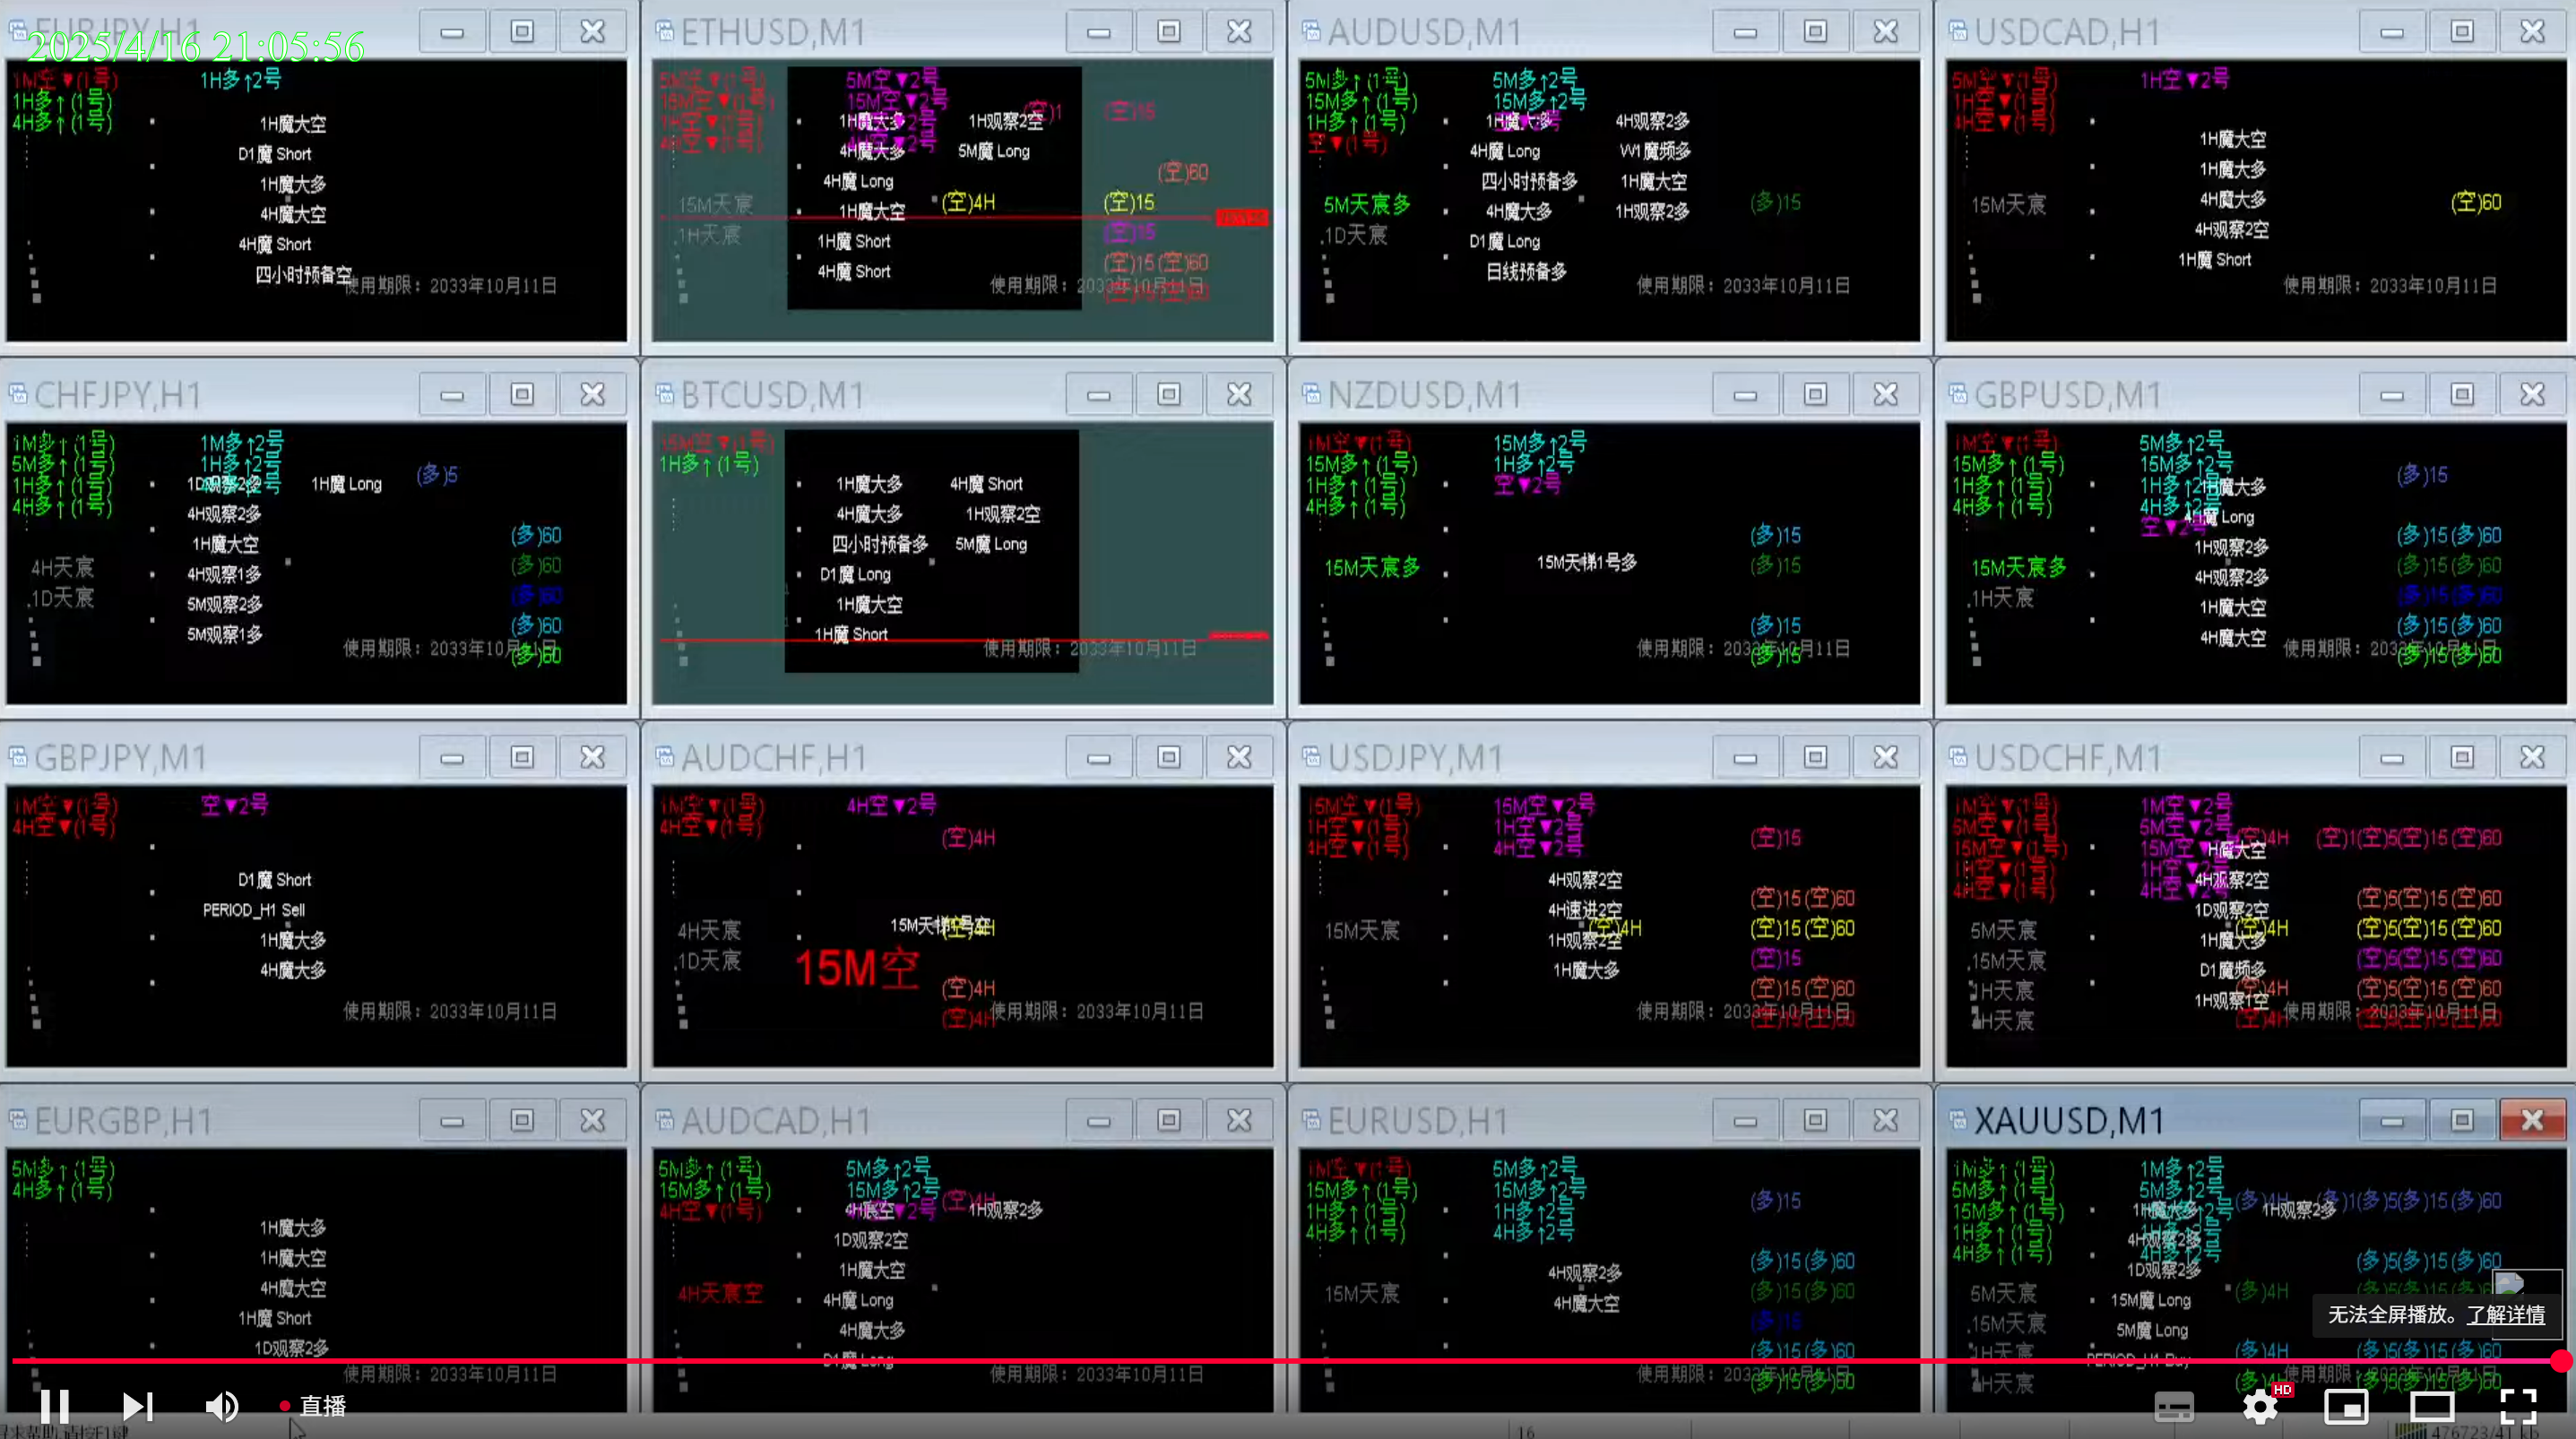 EURJPY,H1
2025/4/16 21:05:56
1M空▼(1号)
1H多↑(1号)
4H多↑(1号)
1H多↑2号
1H魔大空
D1魔 Short
1H魔大多
4H魔大空
4H魔 Short
四小时预备空
使用期限：2033年10月11日
ETHUSD,M1
5M空▼(1号)
15M空▼(1号)
1H空▼(1号)
4H空▼(1号)
5M空▼2号
15M空▼2号
1H魔大多
4H魔大多
4H魔 Long
1H魔大空
1H魔 Short
4H魔 Short
1H观察2空
5M魔 Long
(空)1
(空)15
(空)60
(空)4H
(空)15
(空)15
(空)15(空)60
15M天宸
1H天宸
使用期限：2033年10月11日
AUDUSD,M1
5M多↑(1号)
15M多↑(1号)
1H多↑(1号)
空▼(1号)
5M多↑2号
15M多↑2号
1H魔大多
4H魔 Long
四小时预备多
4H魔大多
D1魔 Long
日线预备多
4H观察2多
W1魔频多
1H魔大空
1H观察2多
(多)15
5M天宸多
1D天宸
使用期限：2033年10月11日
USDCAD,H1
5M空▼(1号)
1H空▼(1号)
4H空▼(1号)
1H空▼2号
1H魔大空
1H魔大多
4H魔大多
4H观察2空
1H魔 Short
(空)60
15M天宸
使用期限：2033年10月11日
CHFJPY,H1
1M多↑(1号)
5M多↑(1号)
1H多↑(1号)
4H多↑(1号)
1M多↑2号
1H多↑2号
1D观察2多
4H观察2多
1H魔大空
4H观察1多
5M观察2多
5M观察1多
1H魔 Long
(多)5
(多)60
(多)60
(多)60
(多)60
(多)60
4H天宸
1D天宸
使用期限：2033年10月11日
BTCUSD,M1
15M空▼(1号)
1H多↑(1号)
1H魔大多
4H魔大多
四小时预备多
D1魔 Long
1H魔大空
1H魔 Short
4H魔 Short
1H观察2空
5M魔 Long
使用期限：2033年10月11日
NZDUSD,M1
1M空▼(1号)
15M多↑(1号)
1H多↑(1号)
4H多↑(1号)
15M多↑2号
1H多↑2号
空▼2号
15M天梯1号多
(多)15
(多)15
(多)15
(多)15
15M天宸多
使用期限：2033年10月11日
GBPUSD,M1
1M空▼(1号)
15M多↑(1号)
1H多↑(1号)
4H多↑(1号)
5M多↑2号
15M多↑2号
1H多↑2号
4H多↑2号
空▼2号
1H魔大多
4H魔 Long
1H观察2多
4H观察2多
1H魔大空
4H魔大空
(多)15
(多)15(多)60
(多)15(多)60
(多)15(多)60
(多)15(多)60
(多)15(多)60
15M天宸多
1H天宸
使用期限：2033年10月11日
GBPJPY,M1
1M空▼(1号)
4H空▼(1号)
空▼2号
D1魔 Short
PERIOD_H1 Sell
1H魔大多
4H魔大多
使用期限：2033年10月11日
AUDCHF,H1
1M空▼(1号)
4H空▼(1号)
4H空▼2号
(空)4H
15M天梯1号空
(空)4H
15M空
(空)4H
(空)4H
4H天宸
1D天宸
使用期限：2033年10月11日
USDJPY,M1
15M空▼(1号)
1H空▼(1号)
4H空▼(1号)
15M空▼2号
1H空▼2号
4H空▼2号
4H观察2空
4H速进2空
1H观察2空
1H魔大多
(空)4H
(空)15
(空)15(空)60
(空)15(空)60
(空)15
(空)15(空)60
(空)15(空)60
15M天宸
使用期限：2033年10月11日
USDCHF,M1
1M空▼(1号)
5M空▼(1号)
15M空▼(1号)
1H空▼(1号)
4H空▼(1号)
1M空▼2号
5M空▼2号
15M空▼2号
1H空▼2号
4H空▼2号
1H魔大空
4H观察2空
1D观察2空
1H魔大多
D1魔频多
1H观察1空
(空)4H
(空)1(空)5(空)15(空)60
(空)5(空)15(空)60
(空)4H
(空)5(空)15(空)60
(空)5(空)15(空)60
(空)4H
(空)5(空)15(空)60
(空)4H
5M天宸
15M天宸
1H天宸
4H天宸
使用期限：2033年10月11日
EURGBP,H1
5M多↑(1号)
4H多↑(1号)
1H魔大多
1H魔大空
4H魔大空
1H魔 Short
1D观察2多
使用期限：2033年10月11日
AUDCAD,H1
5M多↑(1号)
15M多↑(1号)
4H空▼(1号)
5M多↑2号
15M多↑2号
4H空▼2号
4H宸空
1D观察2空
1H魔大空
4H魔 Long
4H魔大多
D1魔 Long
(空)4H
1H观察2多
4H天宸空
使用期限：2033年10月11日
EURUSD,H1
1M空▼(1号)
15M多↑(1号)
1H多↑(1号)
4H多↑(1号)
5M多↑2号
15M多↑2号
1H多↑2号
4H多↑2号
4H观察2多
4H魔大空
(多)15
(多)15(多)60
(多)15(多)60
(多)15
(多)15(多)60
(多)15(多)60
15M天宸
使用期限：2033年10月11日
XAUUSD,M1
1M多↑(1号)
5M多↑(1号)
15M多↑(1号)
1H多↑(1号)
4H多↑(1号)
1M多↑2号
5M多↑2号
1H魔大多
4H观察2多
1D观察2多
15M魔 Long
5M魔 Long
PERIOD_H1 Buy
1H观察2多
(多)4H
(多)1(多)5(多)15(多)60
(多)5(多)15(多)60
(多)4H
(多)4H
(多)5(多)15(多)60
5M天宸
15M天宸
1H天宸
4H天宸
使用期限：2033年10月11日
无法全屏播放。了解详情
直播
HD
16
476723/41 kb